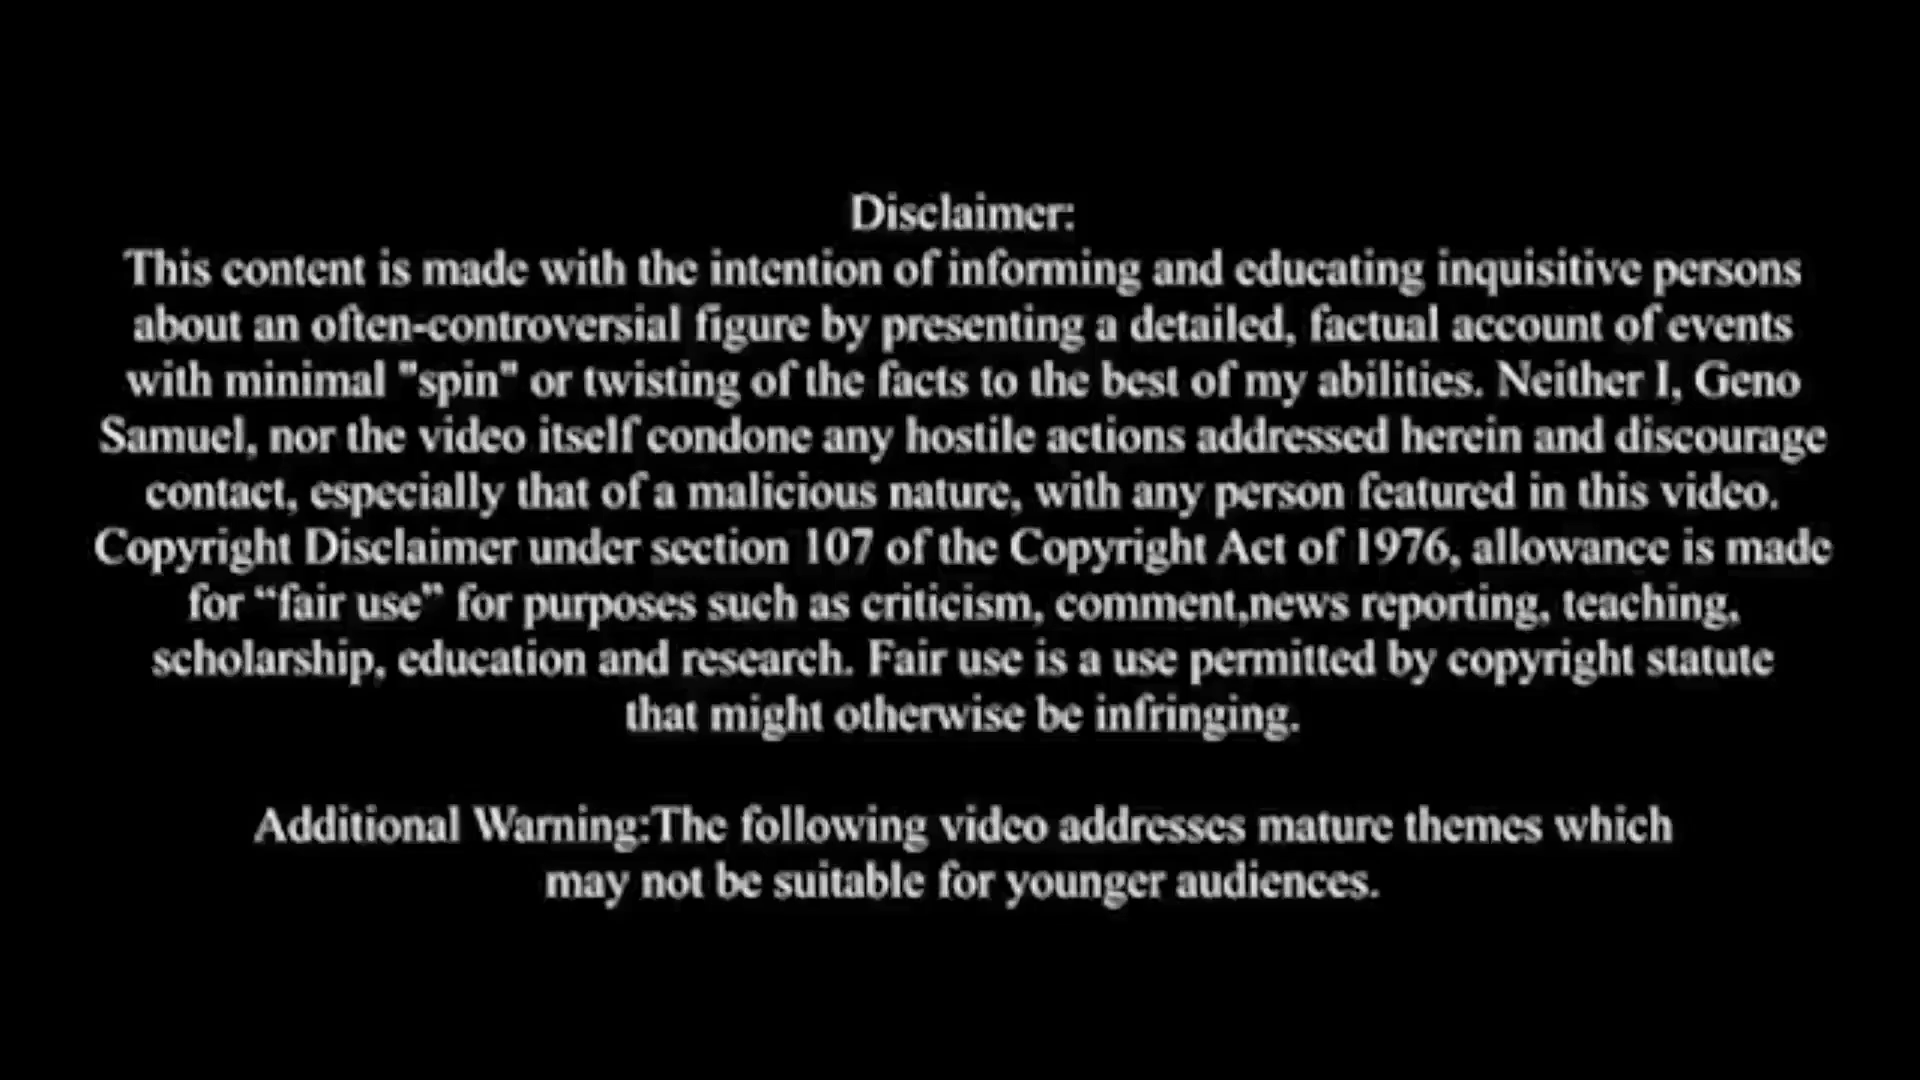 Disclaimer:
This content is made with the intention of informing and educating inquisitive persons
about an often-controversial figure by presenting a detailed, factual account of events
with minimal "spin" or twisting of the facts to the best of my abilities. Neither I, Geno
Samuel, nor the video itself condone any hostile actions addressed herein and discourage
contact, especially that of a malicious nature, with any person featured in this video.
Copyright Disclaimer under section 107 of the Copyright Act of 1976, allowance is made
for “fair use” for purposes such as criticism, comment,news reporting, teaching,
scholarship, education and research. Fair use is a use permitted by copyright statute
that might otherwise be infringing.
Additional Warning:The following video addresses mature themes which
may not be suitable for younger audiences.